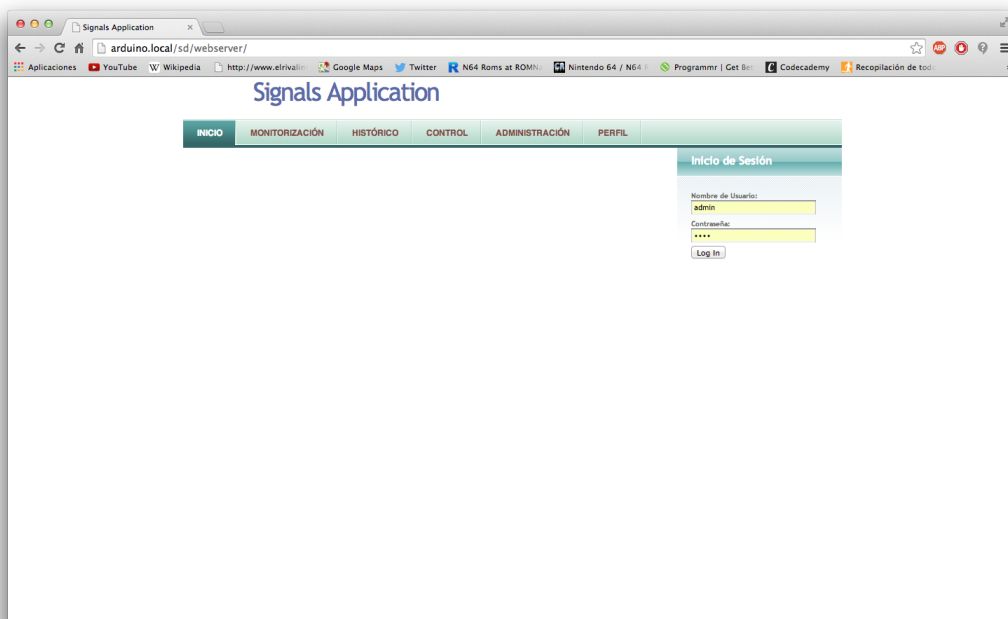 Signals Application
arduino.local/sd/webserver/
ABP
Aplicaciones YouTube W Wikipedia http://www.elrivalin Google Maps Twitter R N64 Roms at ROMNa Nintendo 64 / N64 Programmr | Get Bet Codecademy Recopilación de tod
Signals Application
INICIO MONITORIZACIÓN HISTÓRICO CONTROL ADMINISTRACIÓN PERFIL
Inicio de Sesión
Nombre de Usuario:
admin
Contraseña:
••••
Log In